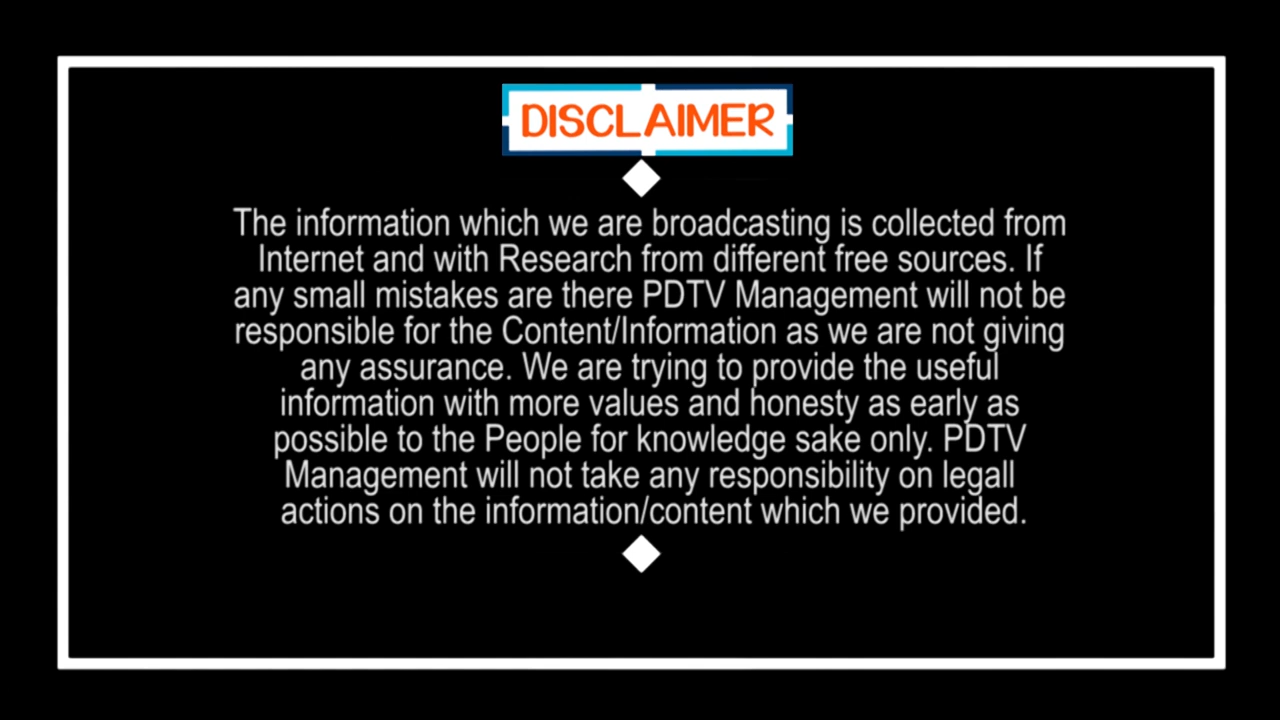 DISCLAIMER
The information which we are broadcasting is collected from
Internet and with Research from different free sources. If
any small mistakes are there PDTV Management will not be
responsible for the Content/Information as we are not giving
any assurance. We are trying to provide the useful
information with more values and honesty as early as
possible to the People for knowledge sake only. PDTV
Management will not take any responsibility on legall
actions on the information/content which we provided.